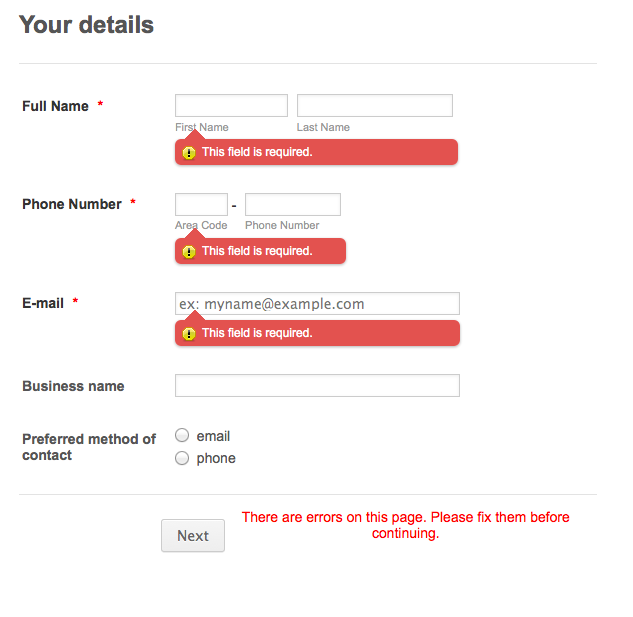 Your details
Full Name *
First Name Last Name
This field is required.
Phone Number * -
Area Code Phone Number
This field is required.
E-mail * ex: myname@example.com
This field is required.
Business name
Preferred method of
contact
email
phone
Next
There are errors on this page. Please fix them before
continuing.